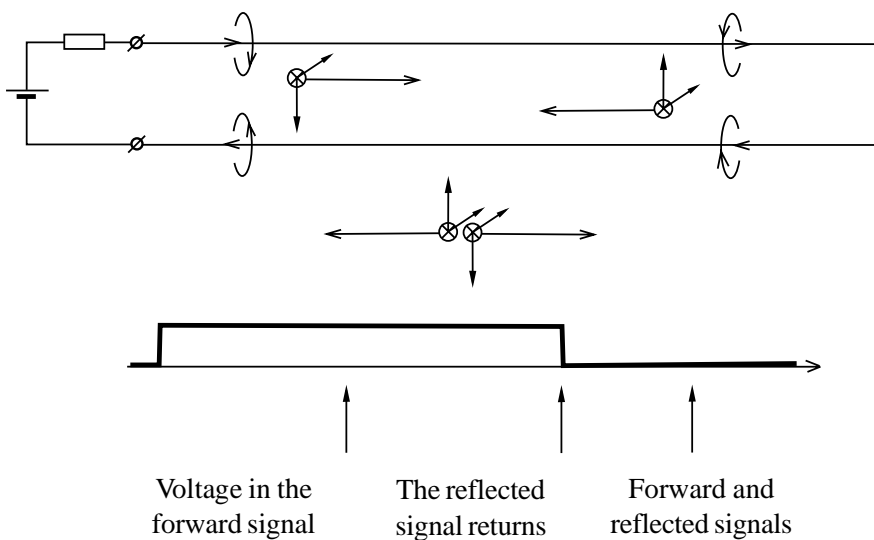 Voltage in the
forward signal
The reflected
signal returns
Forward and
reflected signals